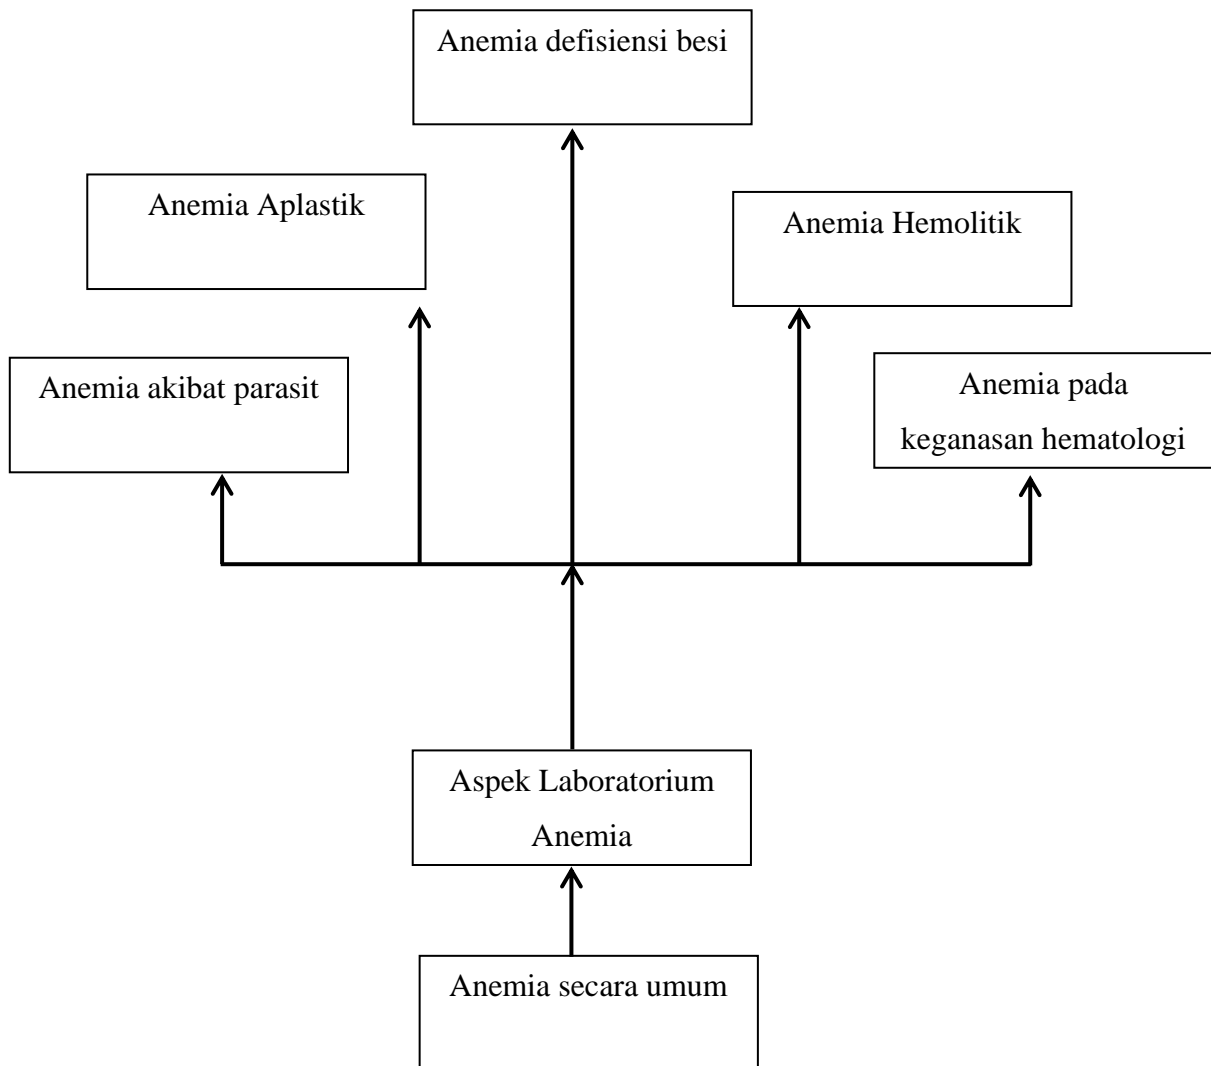 Anemia defisiensi besi
Anemia Aplastik
Anemia Hemolitik
Anemia akibat parasit
Anemia pada
keganasan hematologi
Aspek Laboratorium
Anemia
Anemia secara umum